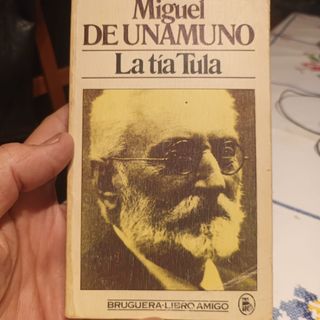 Miguel
DE UNAMUNO
La tía Tula
BRUGUERA-LIBRO AMIGO